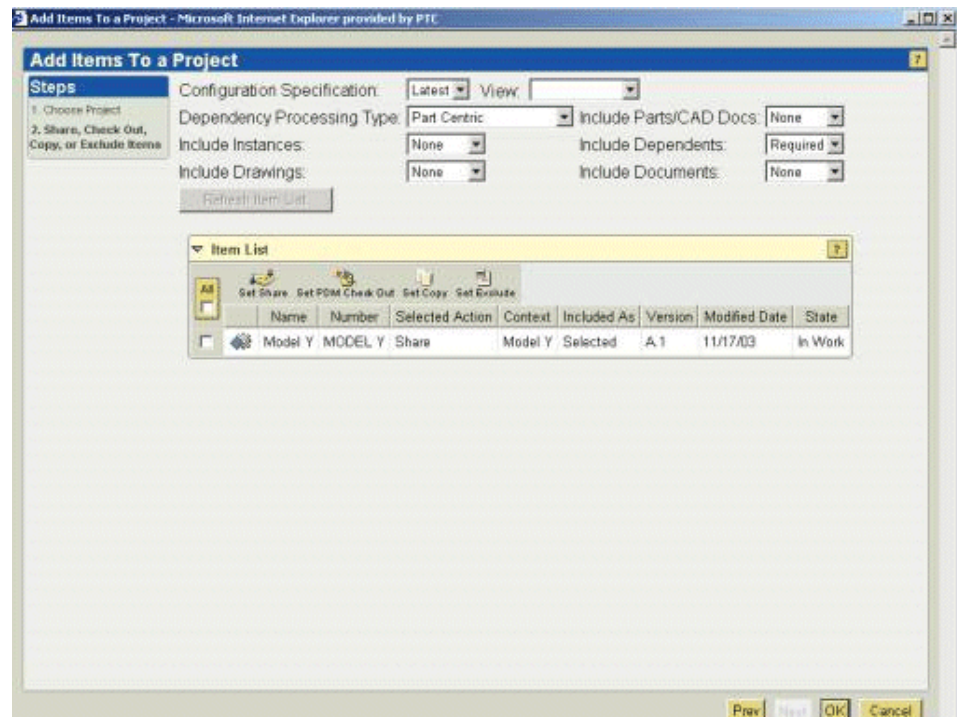 Add Items To a Project - Microsoft Internet Explorer provided by PTC
Add Items To a Project
?
Steps
1. Choose Project
2. Share, Check Out,
Copy, or Exclude Items
Configuration Specification: Latest View:
Dependency Processing Type: Part Centric Include Parts/CAD Docs: None
Include Instances: None Include Dependents: Required
Include Drawings: None Include Documents: None
Refresh Item List
Item List
?
All
Set Share Set PDM Check Out Set Copy Set Exclude
Name Number Selected Action Context Included As Version Modified Date State
Model Y MODEL Y Share Model Y Selected A.1 11/17/03 In Work
Prev Next OK Cancel